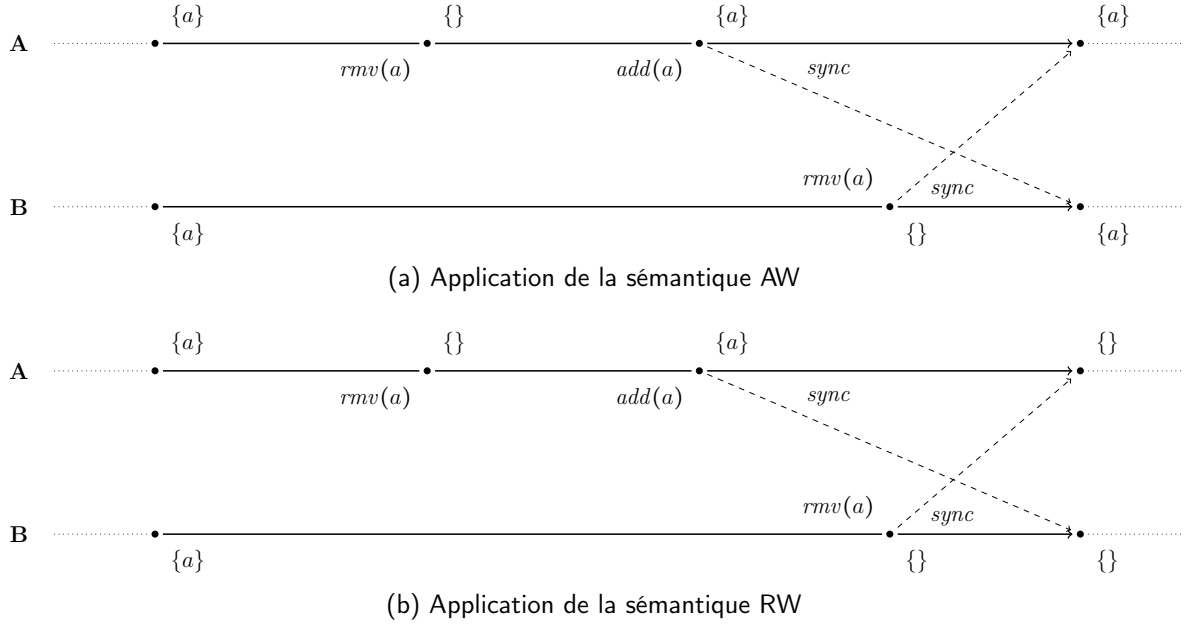 {a} {} {a} {a}
A
rmv(a) add(a) sync
rmv(a) sync
B
{a} {} {a}
(a) Application de la sémantique AW
{a} {} {a} {}
A
rmv(a) add(a) sync
rmv(a) sync
B
{a} {} {}
(b) Application de la sémantique RW